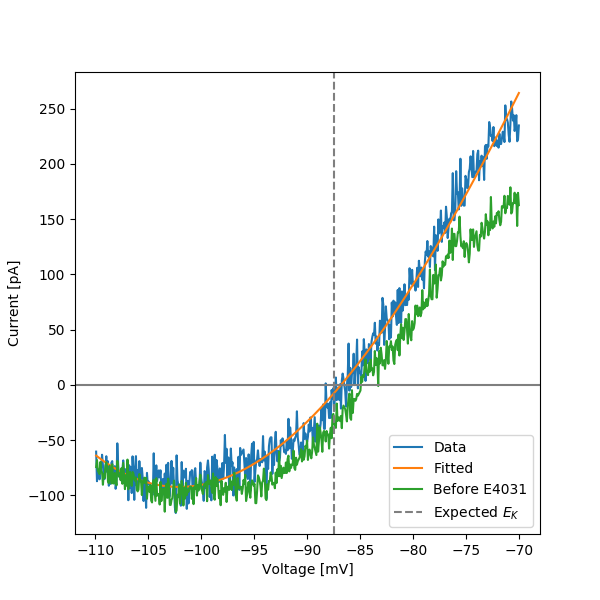 250
200
150
100
50
0
−50
−100
Current [pA]
−110 −105 −100 −95 −90 −85 −80 −75 −70
Voltage [mV]
Data
Fitted
Before E4031
Expected E_K